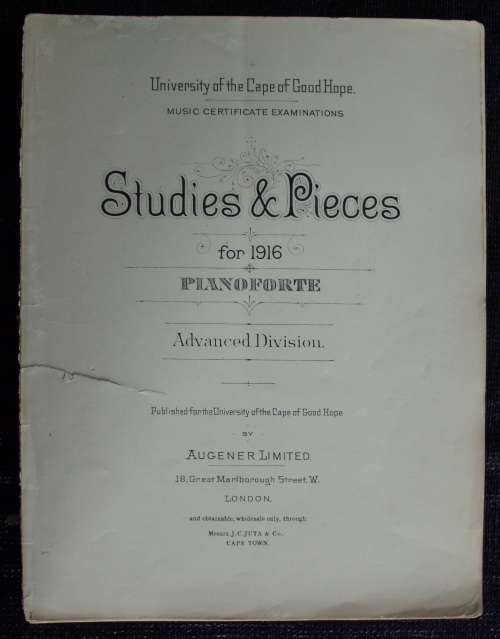 University of the Cape of Good Hope.
MUSIC CERTIFICATE EXAMINATIONS
Studies & Pieces
for 1916
PIANOFORTE
Advanced Division.
Published for the University of the Cape of Good Hope
BY
AUGENER LIMITED.
18, Great Marlborough Street, W.
LONDON.
and obtainable, wholesale only, through
Messrs J. C. JUTA & Co.
CAPE TOWN.